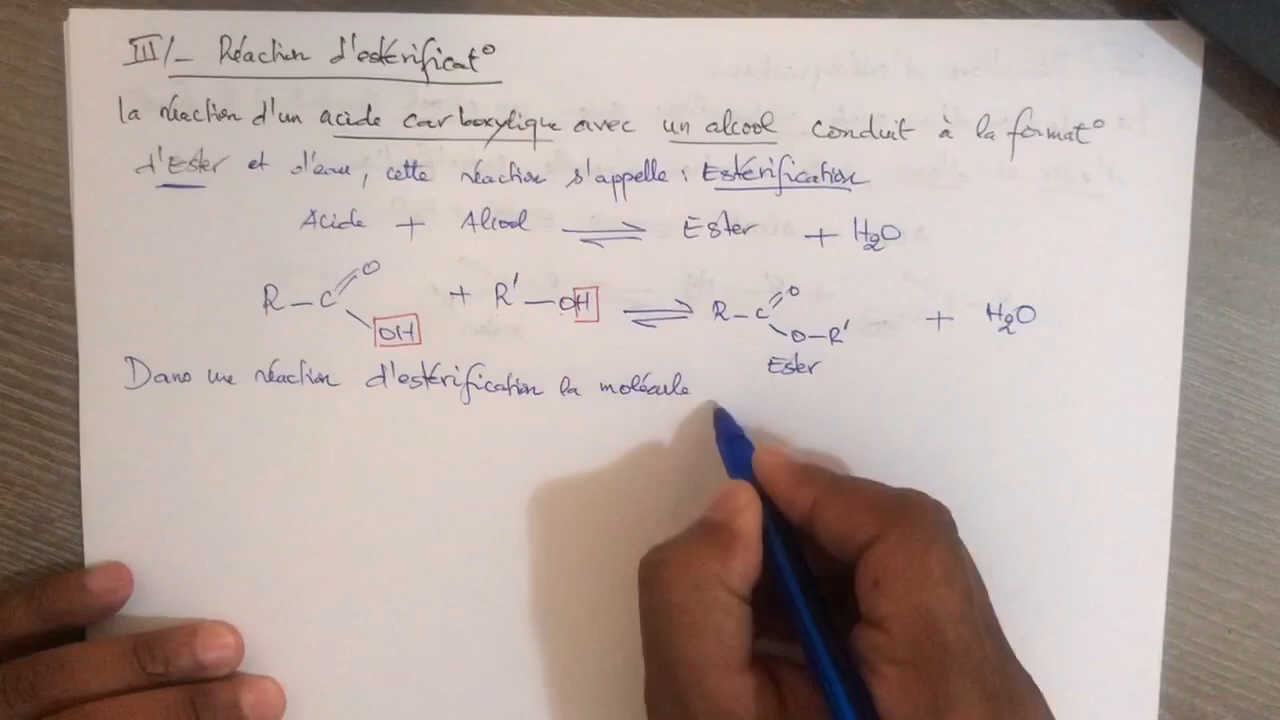 III/- Réaction d'estérificat°
la réaction d'un acide carboxylique avec un alcool conduit à la format°
d'Ester et d'eau, cette réaction s'appelle : Estérification
Acide + Alcool ⇌ Ester + H₂O
R-C=O OH + R'-OH ⇌ R-C=O O-R' + H₂O
Ester
Dans une réaction d'estérification la molécule